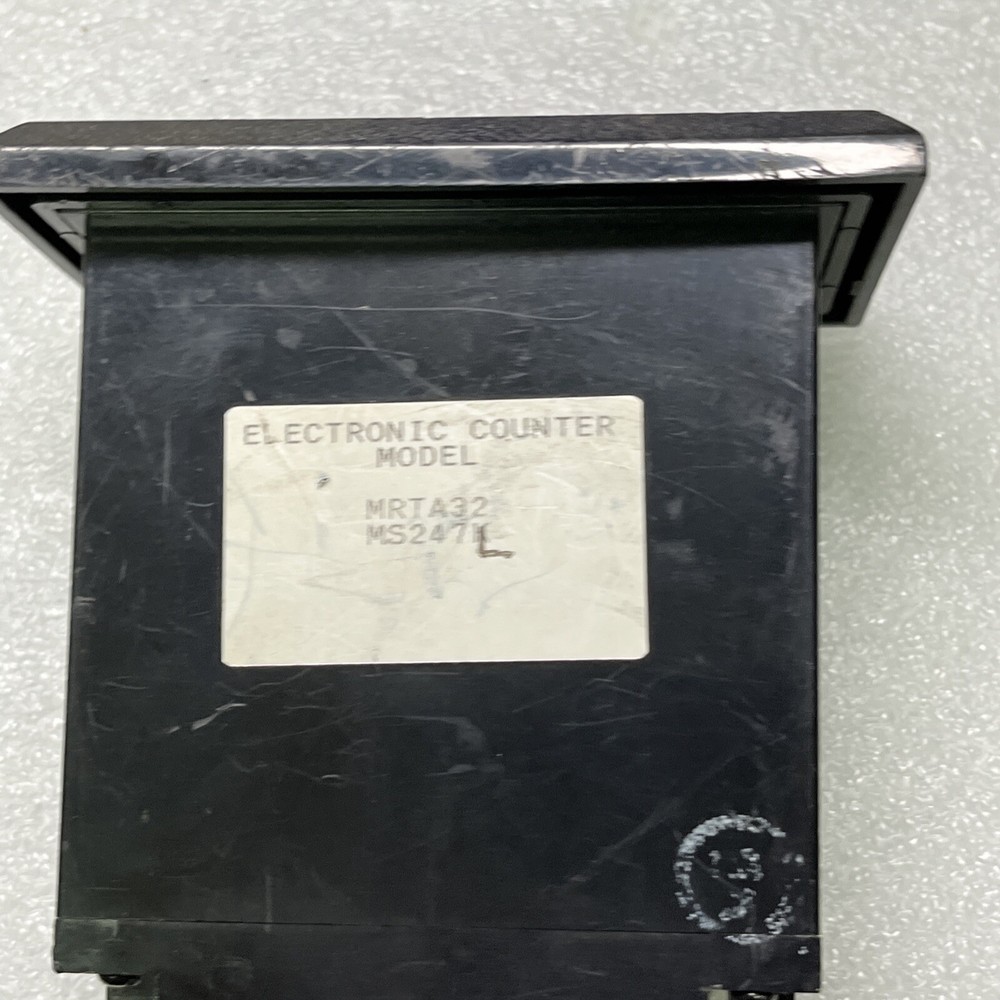 ELECTRONIC COUNTER
MODEL
MRTA32
MS247L